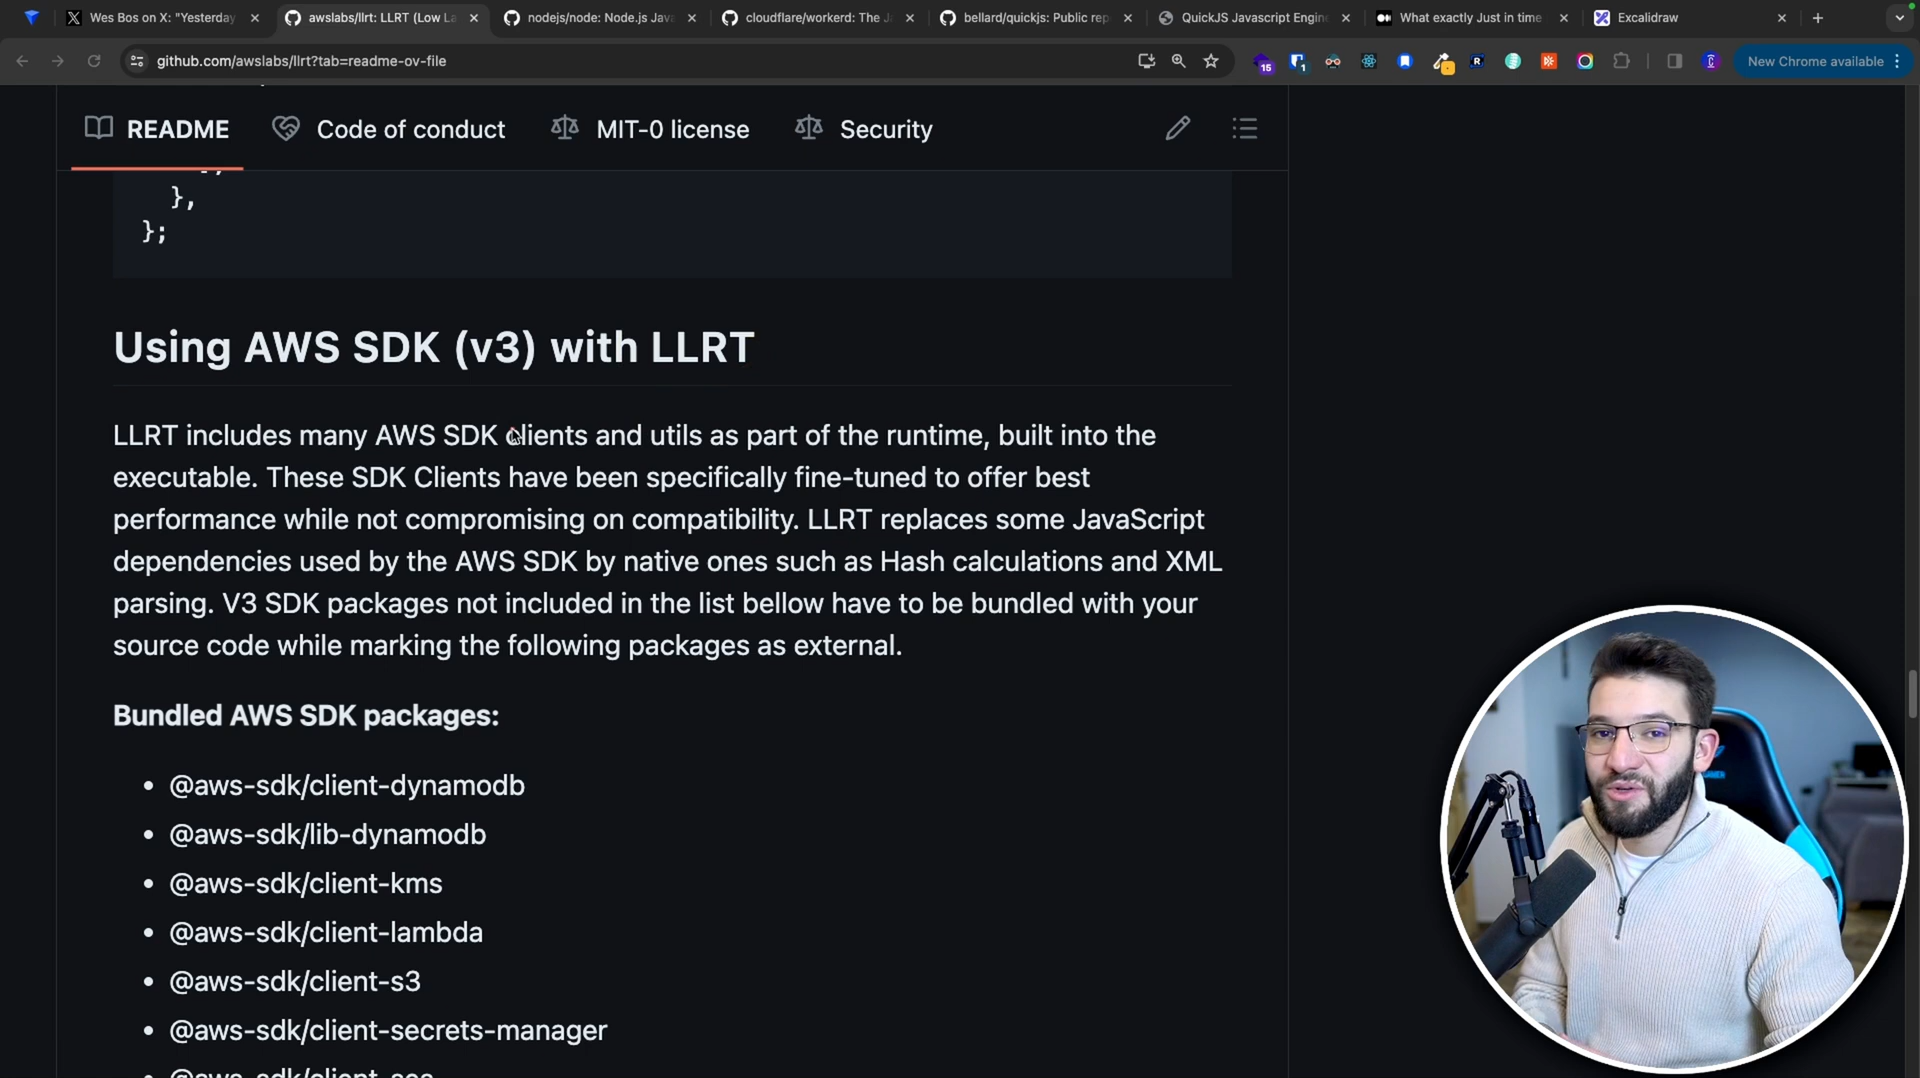 Wes Bos on X: "Yesterday
awslabs/llrt: LLRT (Low La
nodejs/node: Node.js Java
cloudflare/workerd: The J
bellard/quickjs: Public rep
QuickJS Javascript Engin
What exactly Just in time
Excalidraw
github.com/awslabs/llrt?tab=readme-ov-file
15
1
R
New Chrome available
README
Code of conduct
MIT-0 license
Security
},
};
Using AWS SDK (v3) with LLRT
LLRT includes many AWS SDK clients and utils as part of the runtime, built into the
executable. These SDK Clients have been specifically fine-tuned to offer best
performance while not compromising on compatibility. LLRT replaces some JavaScript
dependencies used by the AWS SDK by native ones such as Hash calculations and XML
parsing. V3 SDK packages not included in the list bellow have to be bundled with your
source code while marking the following packages as external.
Bundled AWS SDK packages:
• @aws-sdk/client-dynamodb
• @aws-sdk/lib-dynamodb
• @aws-sdk/client-kms
• @aws-sdk/client-lambda
• @aws-sdk/client-s3
• @aws-sdk/client-secrets-manager